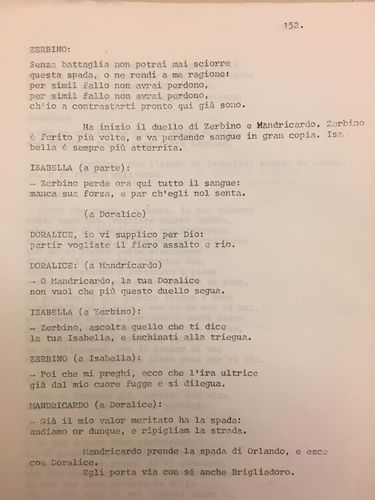 152.
ZERBINO:
Senza battaglia non potrai mai sciorre
questa spada, o ne rendi a me ragione:
per simil fallo non avrai perdono,
per simil fallo non avrai perdono,
ch'io a contrastarti pronto qui già sono.
Ha inizio il duello di Zerbino e Mandricardo. Zerbino
è ferito più volte, e va perdendo sangue in gran copia. Isa
bella è sempre più atterrita.
ISABELLA (a parte):
- Zerbino perde ora qui tutto il sangue:
manca sua forza, e par ch'egli nol senta.
(a Doralice)
DORALICE, io vi supplico per Dio:
partir vogliate il fiero assalto e rio.
DORALICE: (a Mandricardo)
- O Mandricardo, la tua Doralice
non vuol che più questo duello segua.
ISABELLA (a Zerbino):
- Zerbino, ascolta quello che ti dice
la tua Isabella, e inchinati alla triegua.
ZERBINO (a Isabella):
- Poi che mi preghi, ecco che l'ira ultrice
già dal mio cuore fugge e si dilegua.
MANDRICARDO (a Doralice):
- Già il mio valor meritato ha la spada:
andiamo or dunque, e ripigliam la strada.
Mandricardo prende la spada di Orlando, e esce
con Doralice.
Egli porta via con sé anche Brigliadoro.